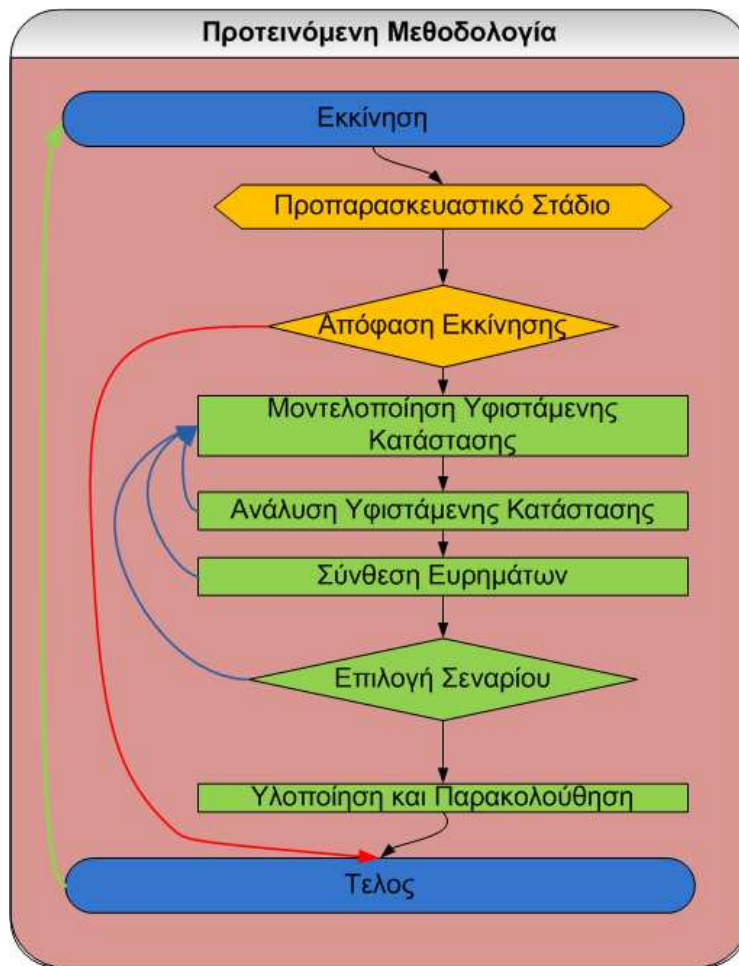 Προτεινόμενη Μεθοδολογία
Εκκίνηση
Προπαρασκευαστικό Στάδιο
Απόφαση Εκκίνησης
Μοντελοποίηση Υφιστάμενης
Κατάστασης
Ανάλυση Υφιστάμενης Κατάστασης
Σύνθεση Ευρημάτων
Επιλογή Σεναρίου
Υλοποίηση και Παρακολούθηση
Τελος